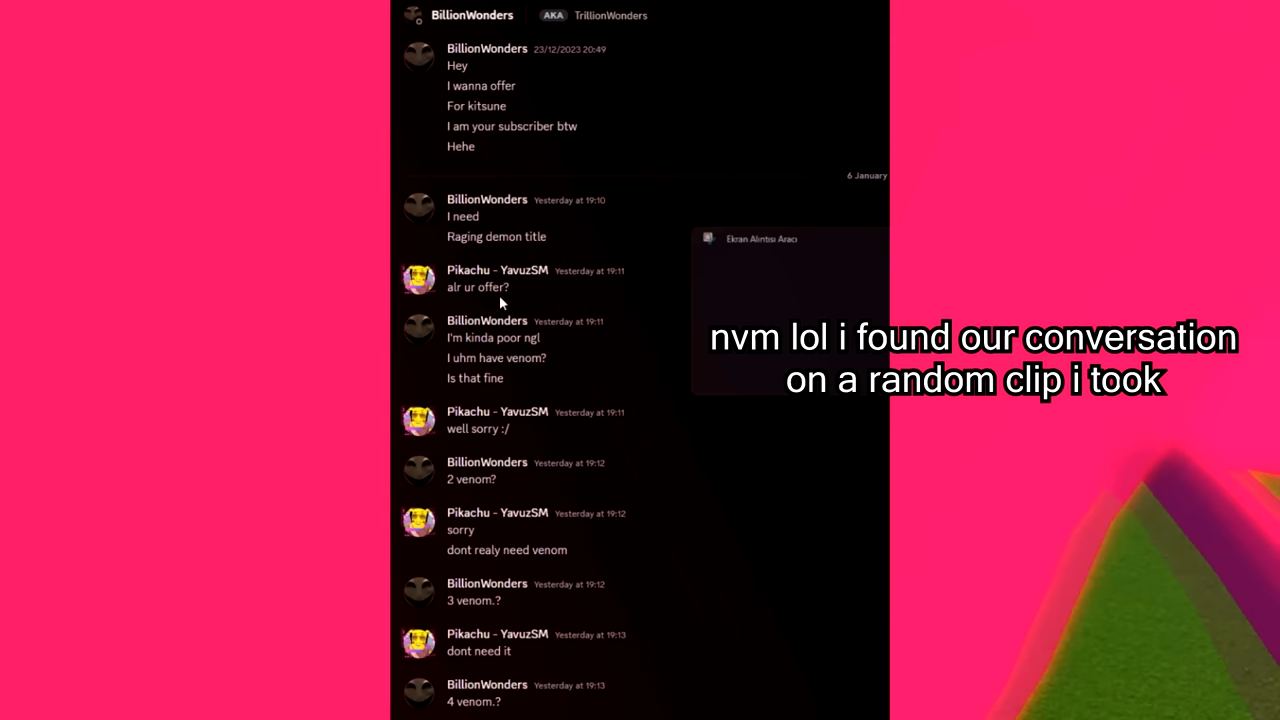 BillionWonders AKA TrillionWonders
BillionWonders 23/12/2023 20:49
Hey
I wanna offer
For kitsune
I am your subscriber btw
Hehe
6 January
BillionWonders Yesterday at 19:10
I need
Raging demon title
Ekran Alıntısı Aracı
Pikachu - YavuzSM Yesterday at 19:11
alr ur offer?
BillionWonders Yesterday at 19:11
I'm kinda poor ngl
I uhm have venom?
Is that fine
nvm lol i found our conversation
on a random clip i took
Pikachu - YavuzSM Yesterday at 19:11
well sorry :/
BillionWonders Yesterday at 19:12
2 venom?
Pikachu - YavuzSM Yesterday at 19:12
sorry
dont realy need venom
BillionWonders Yesterday at 19:12
3 venom.?
Pikachu - YavuzSM Yesterday at 19:13
dont need it
BillionWonders Yesterday at 19:13
4 venom.?